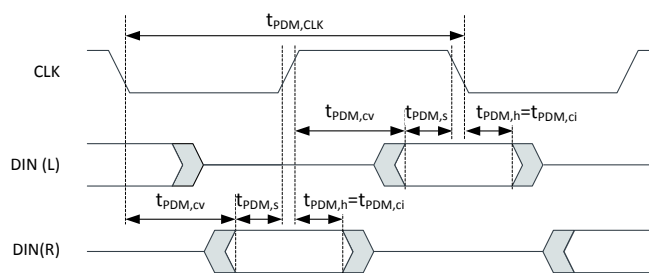 tPDM,CLK
CLK
tPDM,cv
tPDM,s
tPDM,h=tPDM,ci
DIN (L)
tPDM,cv
tPDM,s
tPDM,h=tPDM,ci
DIN(R)